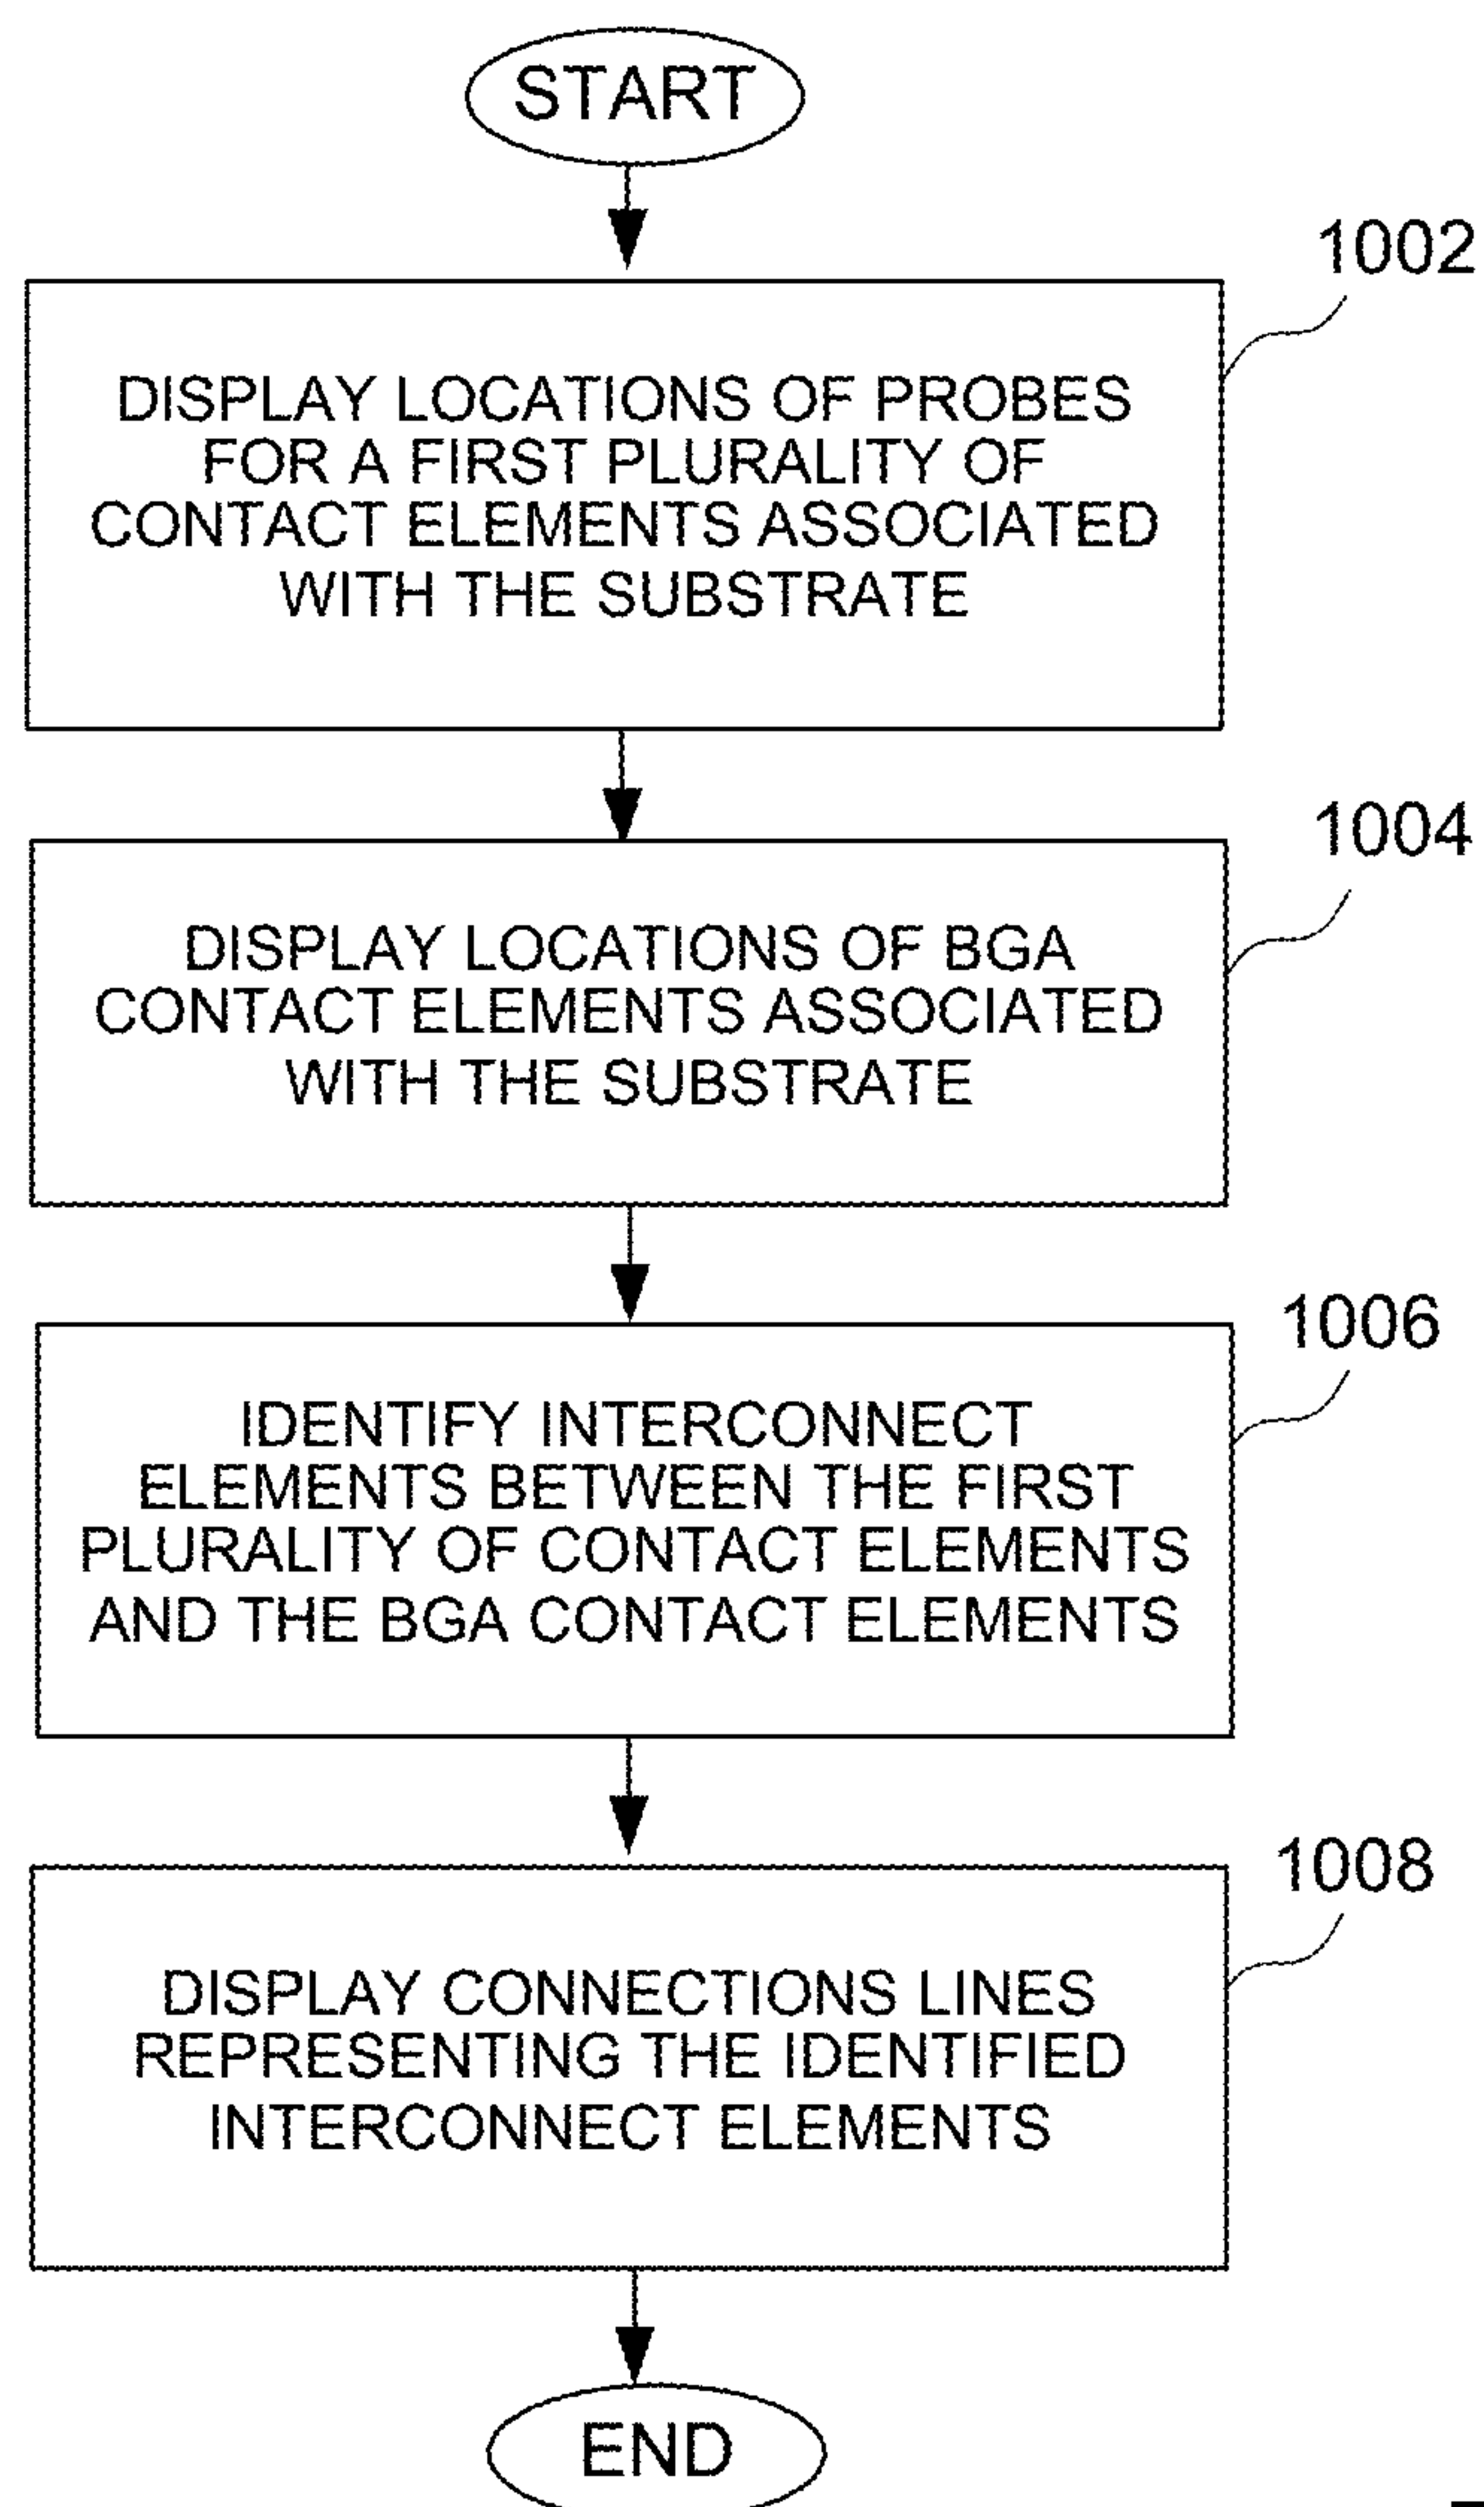 START
1002
DISPLAY LOCATIONS OF PROBES
FOR A FIRST PLURALITY OF
CONTACT ELEMENTS ASSOCIATED
WITH THE SUBSTRATE
1004
DISPLAY LOCATIONS OF BGA
CONTACT ELEMENTS ASSOCIATED
WITH THE SUBSTRATE
1006
IDENTIFY INTERCONNECT
ELEMENTS BETWEEN THE FIRST
PLURALITY OF CONTACT ELEMENTS
AND THE BGA CONTACT ELEMENTS
1008
DISPLAY CONNECTIONS LINES
REPRESENTING THE IDENTIFIED
INTERCONNECT ELEMENTS
END